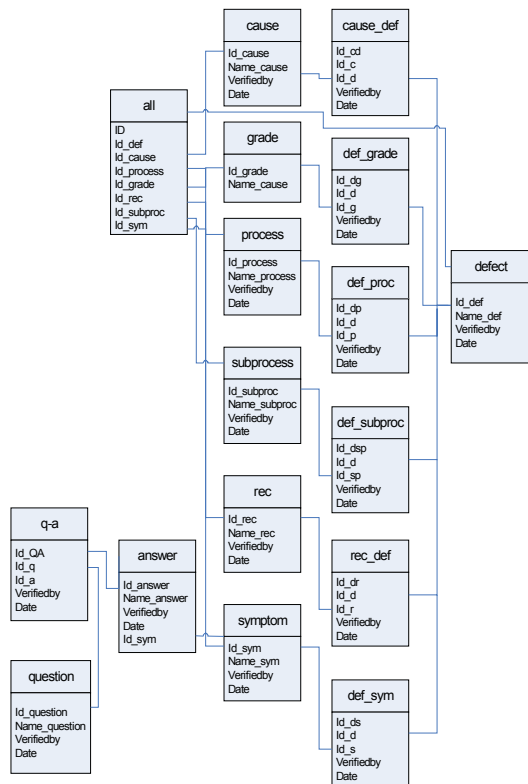 cause
Id_cause
Name_cause
Verifiedby
Date
cause_def
Id_cd
Id_c
Id_d
Verifiedby
Date
all
ID
Id_def
Id_cause
Id_process
Id_grade
Id_rec
Id_subproc
Id_sym
grade
Id_grade
Name_cause
def_grade
Id_dg
Id_d
Id_g
Verifiedby
Date
process
Id_process
Name_process
Verifiedby
Date
def_proc
Id_dp
Id_d
Id_p
Verifiedby
Date
defect
Id_def
Name_def
Verifiedby
Date
subprocess
Id_subproc
Name_subproc
Verifiedby
Date
def_subproc
Id_dsp
Id_d
Id_sp
Verifiedby
Date
rec
Id_rec
Name_rec
Verifiedby
Date
rec_def
Id_dr
Id_d
Id_r
Verifiedby
Date
q-a
Id_QA
Id_q
Id_a
Verifiedby
Date
answer
Id_answer
Name_answer
Verifiedby
Date
Id_sym
symptom
Id_sym
Name_sym
Verifiedby
Date
question
Id_question
Name_question
Verifiedby
Date
def_sym
Id_ds
Id_d
Id_s
Verifiedby
Date